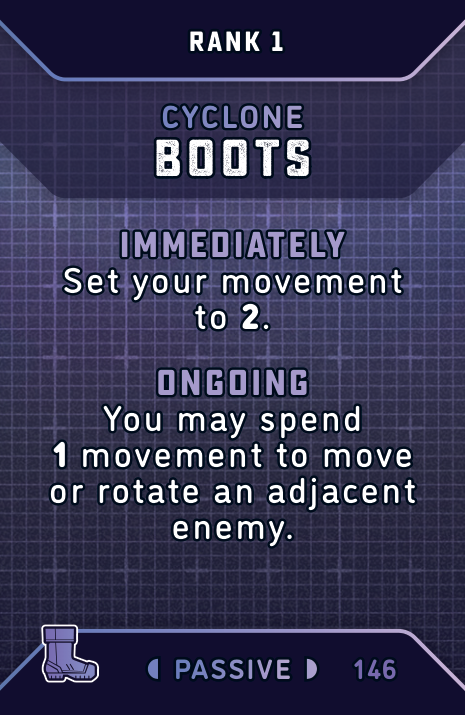 RANK 1
CYCLONE
BOOTS
IMMEDIATELY
Set your movement
to 2.
ONGOING
You may spend
1 movement to move
or rotate an adjacent
enemy.
PASSIVE 146